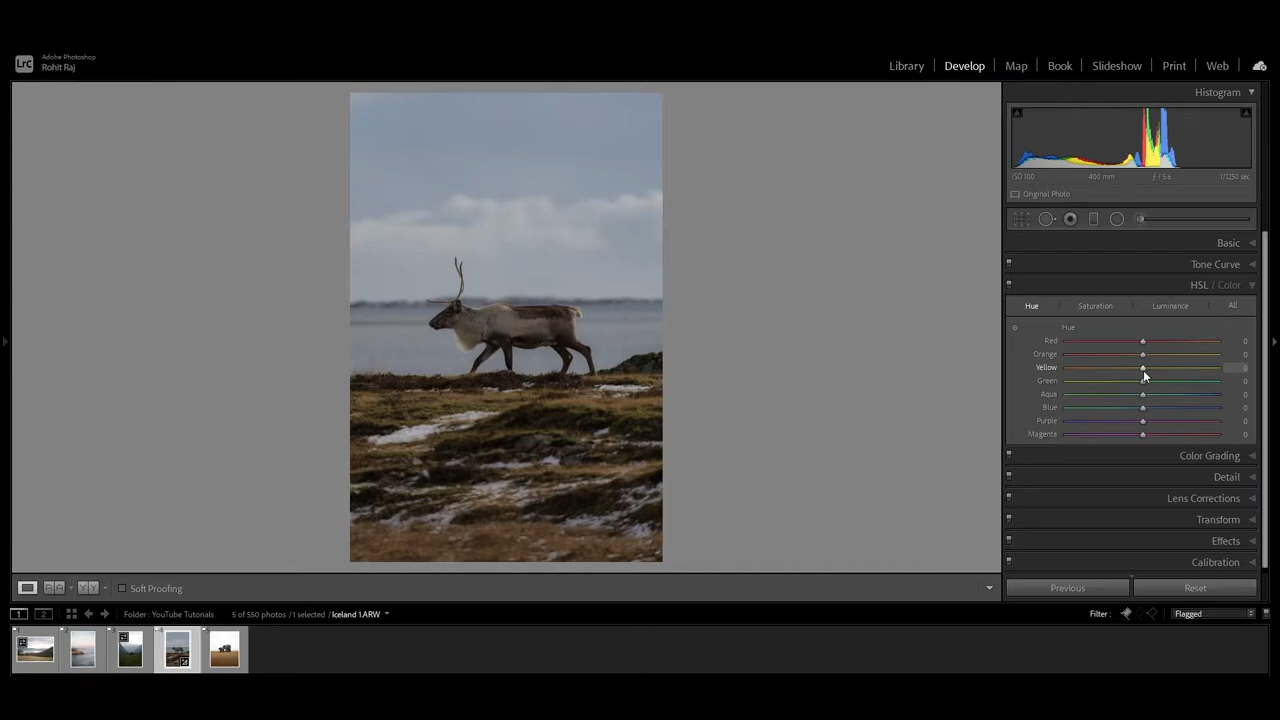 LrC
Adobe Photoshop
Rohit Raj
Library
Develop
Map
Book
Slideshow
Print
Web
Histogram
ISO 100
400 mm
ƒ / 5.6
1/1250 sec
Original Photo
Basic
Tone Curve
HSL / Color
Hue
Saturation
Luminance
All
Hue
Red 0
Orange 0
Yellow 0
Green 0
Aqua 0
Blue 0
Purple 0
Magenta 0
Color Grading
Detail
Lens Corrections
Transform
Effects
Calibration
Soft Proofing
Previous
Reset
1 2
Folder : YouTube Tutorials
5 of 550 photos / 1 selected / Iceland 1.ARW
Filter :
Flagged